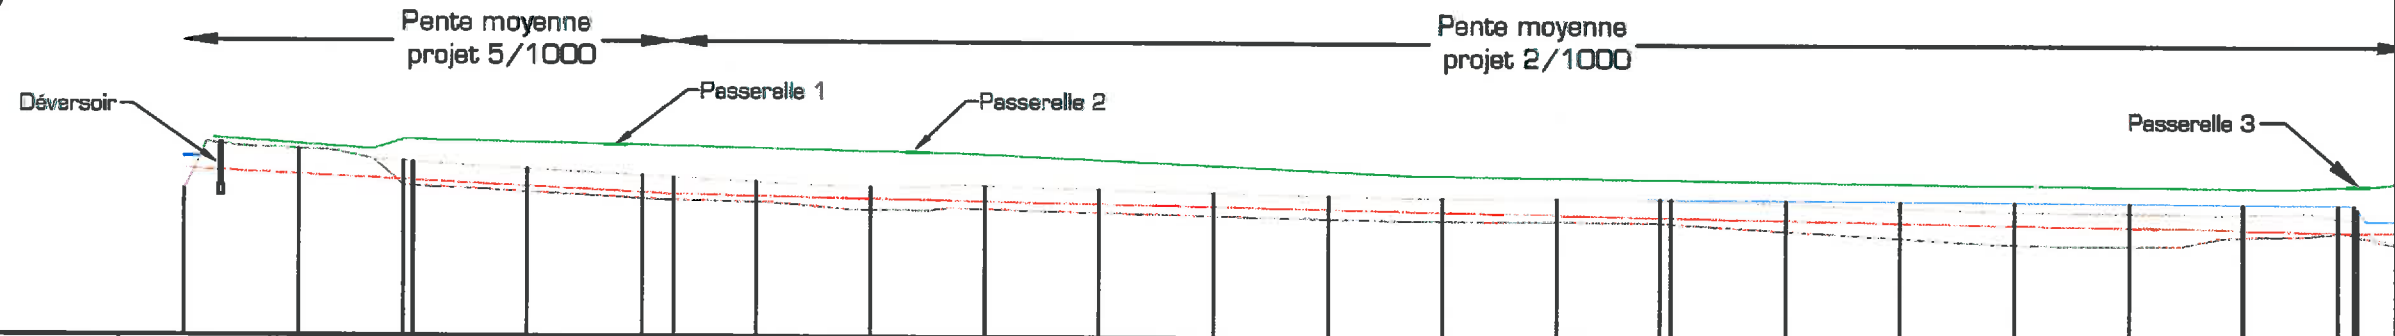 Pente moyenne
projet 5/1000
Pente moyenne
projet 2/1000
Déversoir
Passerelle 1
Passerelle 2
Passerelle 3